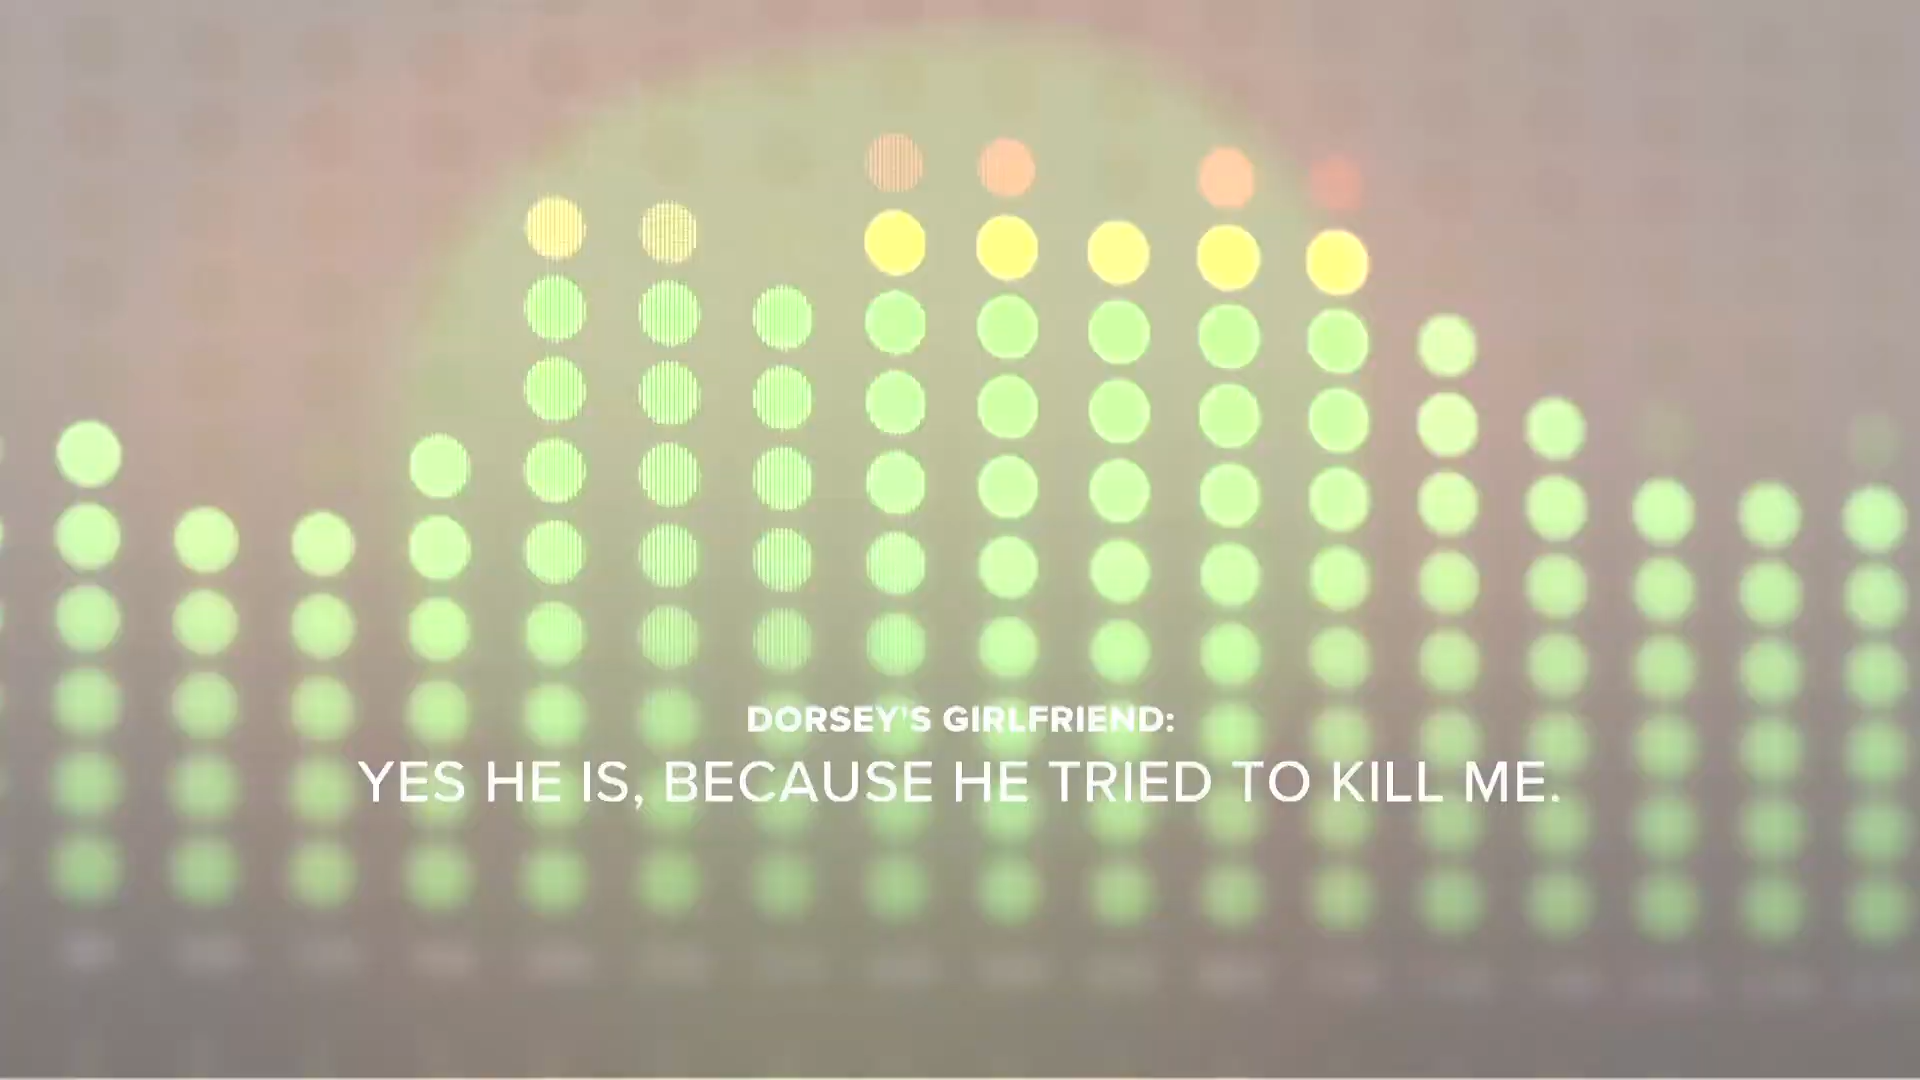 DORSEY'S GIRLFRIEND:
YES HE IS, BECAUSE HE TRIED TO KILL ME.